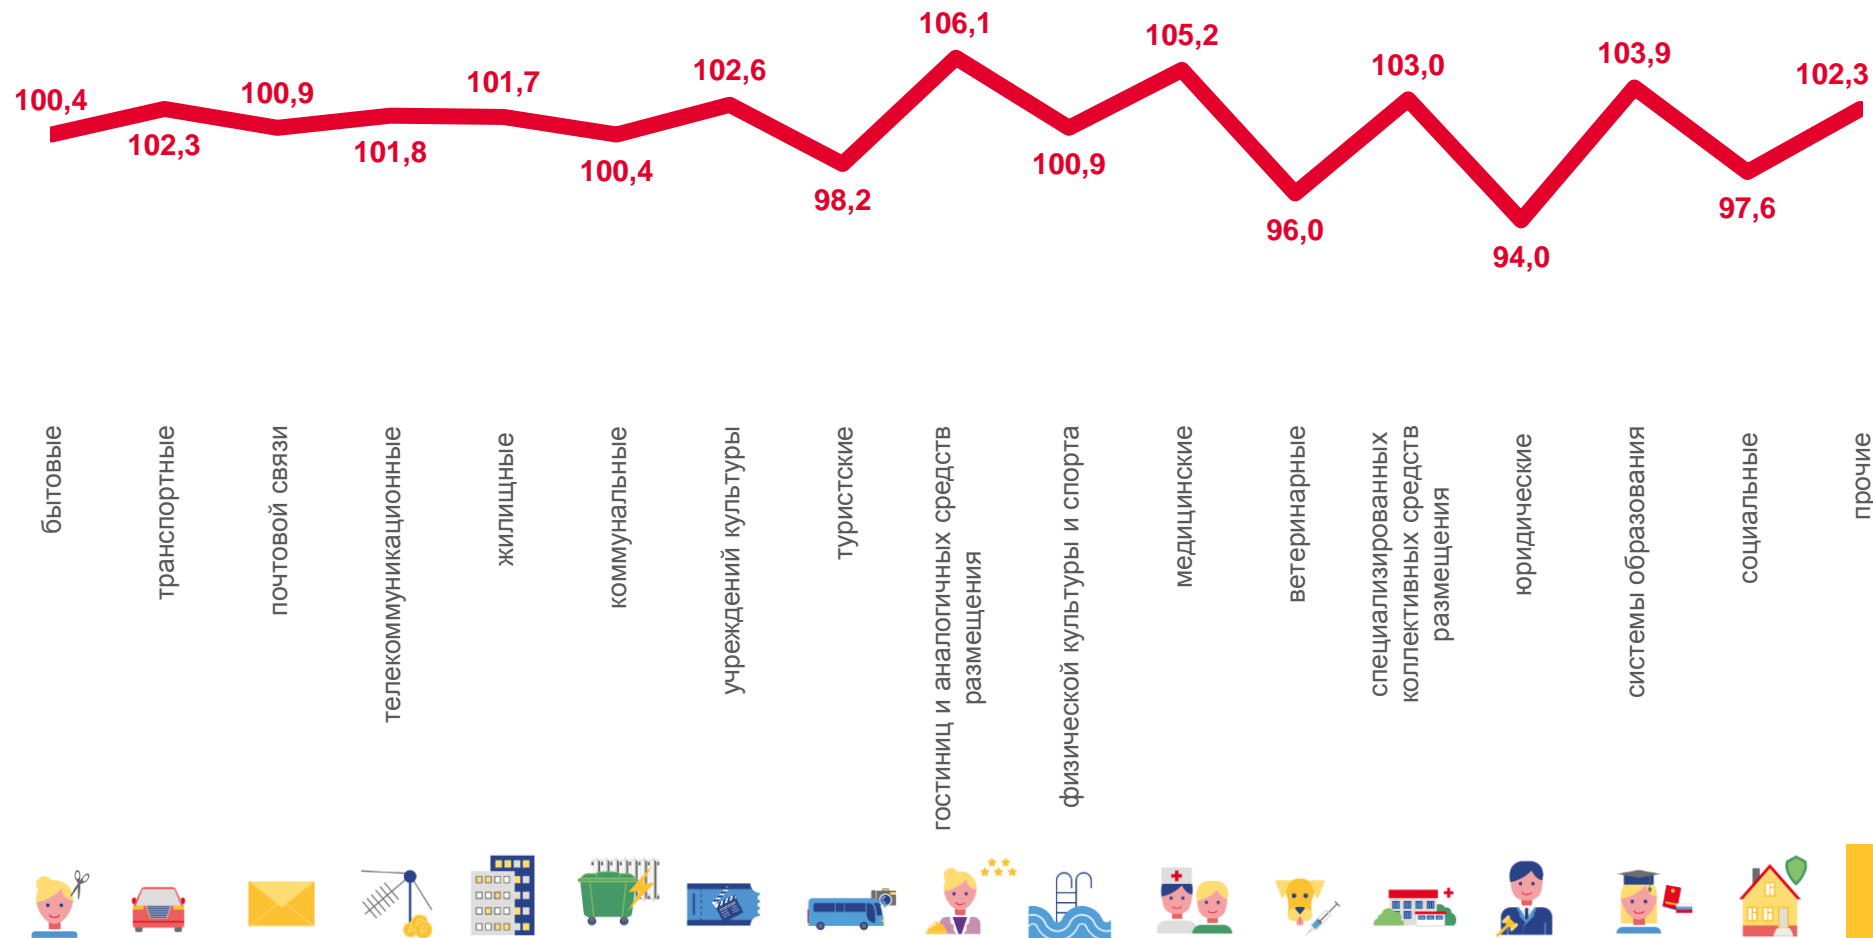 100,4
102,3
100,9
101,8
101,7
100,4
102,6
98,2
106,1
100,9
105,2
96,0
103,0
94,0
103,9
97,6
102,3
бытовые
транспортные
почтовой связи
телекоммуникационные
жилищные
коммунальные
учреждений культуры
туристские
гостиниц и аналогичных средств
размещения
физической культуры и спорта
медицинские
ветеринарные
специализированных
коллективных средств
размещения
юридические
системы образования
социальные
прочие